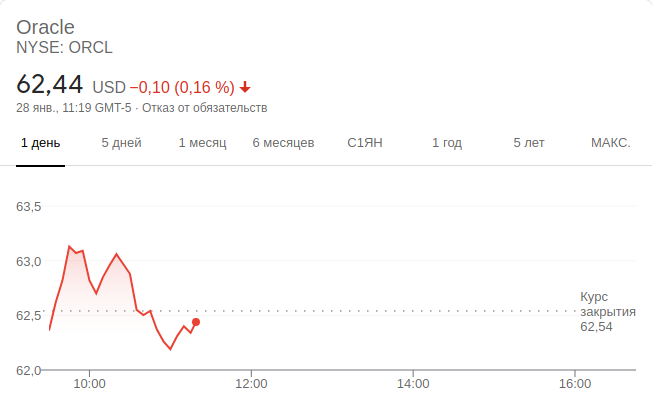 Oracle
NYSE: ORCL
62,44 USD −0,10 (0,16 %)
28 янв., 11:19 GMT-5 · Отказ от обязательств
1 день 5 дней 1 месяц 6 месяцев С1ЯН 1 год 5 лет МАКС.
63,5
63,0
Курс
закрытия
62,54
62,5
62,0
10:00 12:00 14:00 16:00